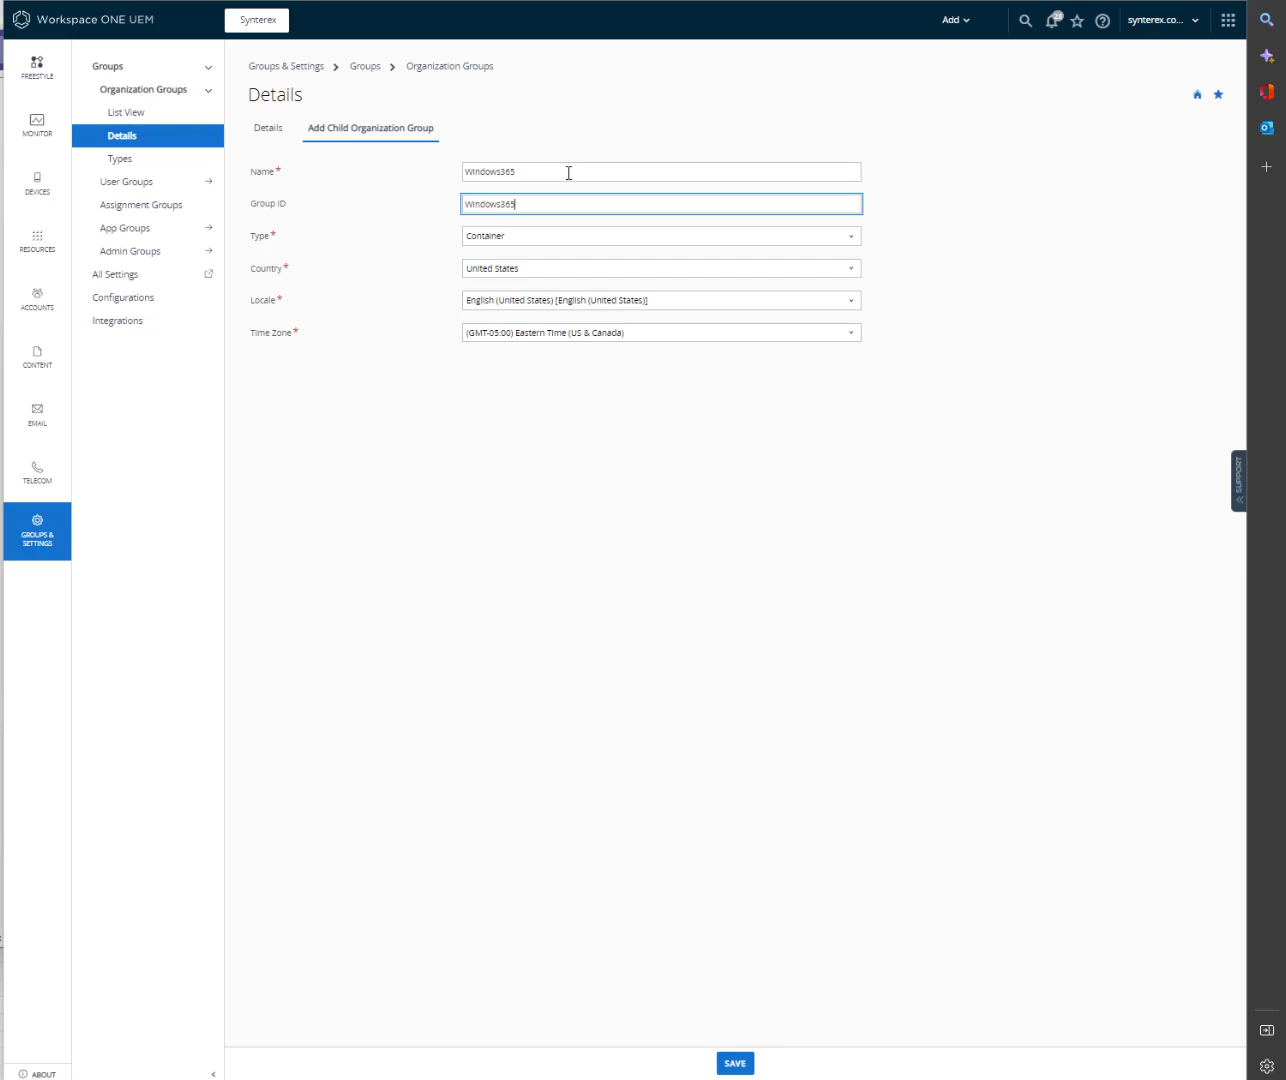 Workspace ONE UEM
Synterex
Add
synterex.co...
FREESTYLE
MONITOR
DEVICES
RESOURCES
ACCOUNTS
CONTENT
EMAIL
TELECOM
GROUPS &
SETTINGS
ABOUT
Groups
Organization Groups
List View
Details
Types
User Groups
Assignment Groups
App Groups
Admin Groups
All Settings
Configurations
Integrations
Groups & Settings > Groups > Organization Groups
Details
Details Add Child Organization Group
Name* Windows365
Group ID Windows365
Type* Container
Country* United States
Locale* English (United States) [English (United States)]
Time Zone* (GMT-05:00) Eastern Time (US & Canada)
SUPPORT
SAVE